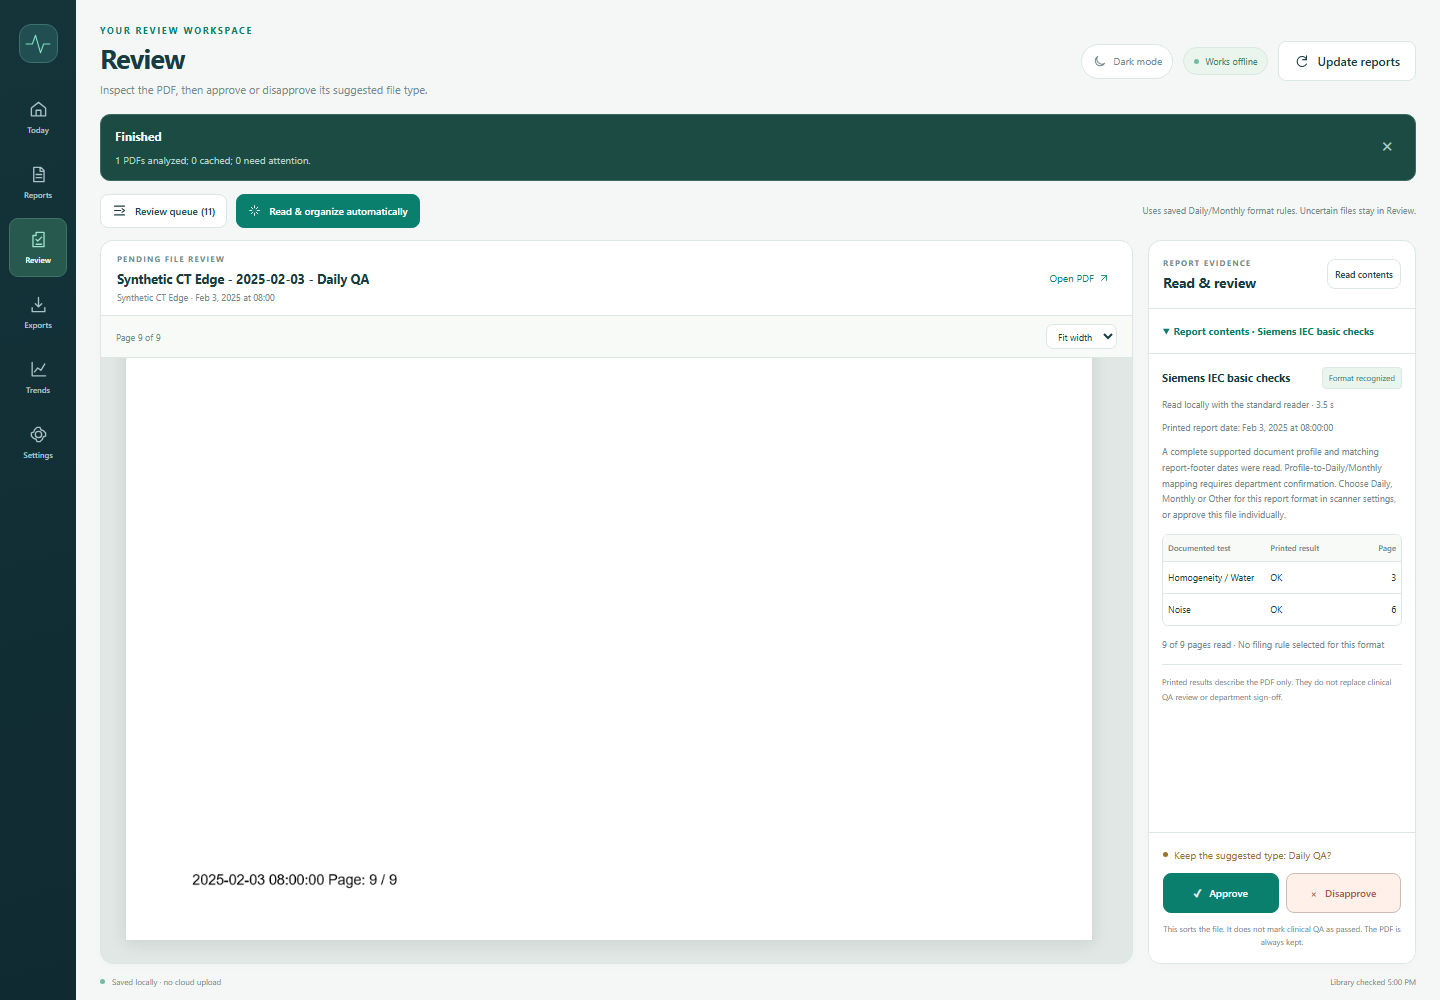 YOUR REVIEW WORKSPACE
Review
Inspect the PDF, then approve or disapprove its suggested file type.
Dark mode
Works offline
Update reports
Today
Reports
Review
Exports
Trends
Settings
Finished
1 PDFs analyzed; 0 cached; 0 need attention.
Review queue (11)
Read & organize automatically
Uses saved Daily/Monthly format rules. Uncertain files stay in Review.
PENDING FILE REVIEW
Synthetic CT Edge - 2025-02-03 - Daily QA
Synthetic CT Edge · Feb 3, 2025 at 08:00
Open PDF
Page 9 of 9
Fit width
2025-02-03 08:00:00 Page: 9 / 9
REPORT EVIDENCE
Read & review
Read contents
Report contents · Siemens IEC basic checks
Siemens IEC basic checks
Format recognized
Read locally with the standard reader · 3.5 s
Printed report date: Feb 3, 2025 at 08:00:00
A complete supported document profile and matching
report-footer dates were read. Profile-to-Daily/Monthly
mapping requires department confirmation. Choose Daily,
Monthly or Other for this report format in scanner settings,
or approve this file individually.
Documented test Printed result Page
Homogeneity / Water OK 3
Noise OK 6
9 of 9 pages read · No filing rule selected for this format
Printed results describe the PDF only. They do not replace clinical
QA review or department sign-off.
Keep the suggested type: Daily QA?
Approve
Disapprove
This sorts the file. It does not mark clinical QA as passed. The PDF is
always kept.
Saved locally · no cloud upload
Library checked 5:00 PM